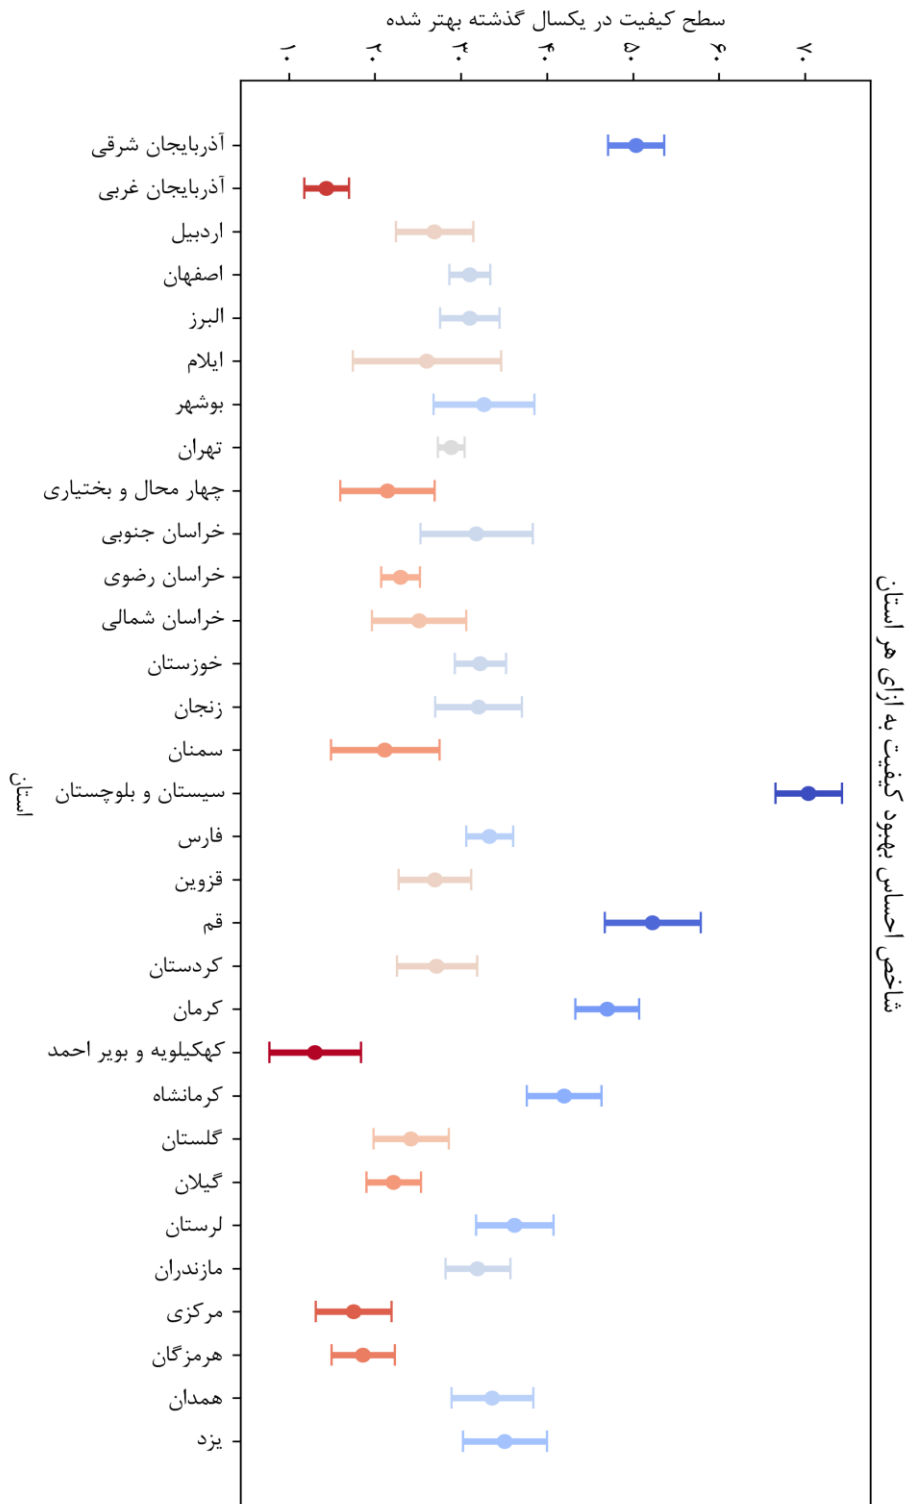 سطح کیفیت در یکسال گذشته بهتر شده
۱۰ ۲۰ ۳۰ ۴۰ ۵۰ ۶۰ ۷۰
آذربایجان شرقی
آذربایجان غربی
اردبیل
اصفهان
البرز
ایلام
بوشهر
تهران
چهار محال و بختیاری
خراسان جنوبی
خراسان رضوی
خراسان شمالی
خوزستان
زنجان
سمنان
سیستان و بلوچستان
فارس
قزوین
قم
کردستان
کرمان
کهکیلویه و بویر احمد
کرمانشاه
گلستان
گیلان
لرستان
مازندران
مرکزی
هرمزگان
همدان
یزد
استان
شاخص احساس بهبود کیفیت به ازای هر استان